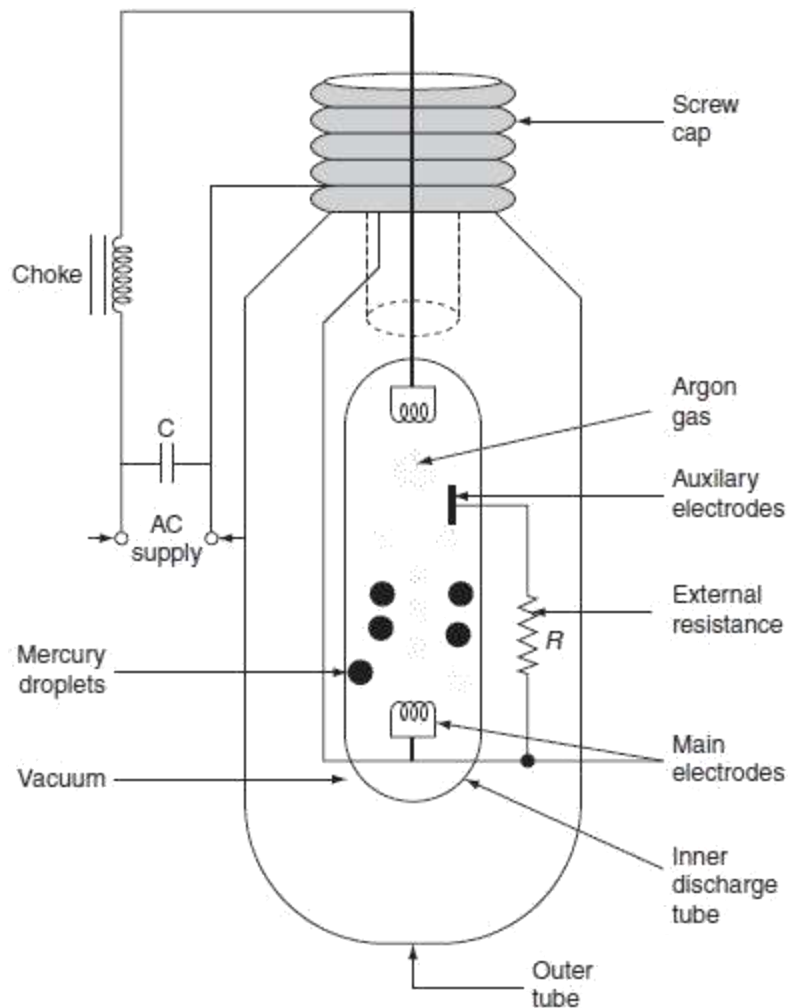 Screw
cap
Choke
Argon
gas
C
Auxilary
electrodes
AC
supply
External
resistance
R
Mercury
droplets
Main
electrodes
Vacuum
Inner
discharge
tube
Outer
tube